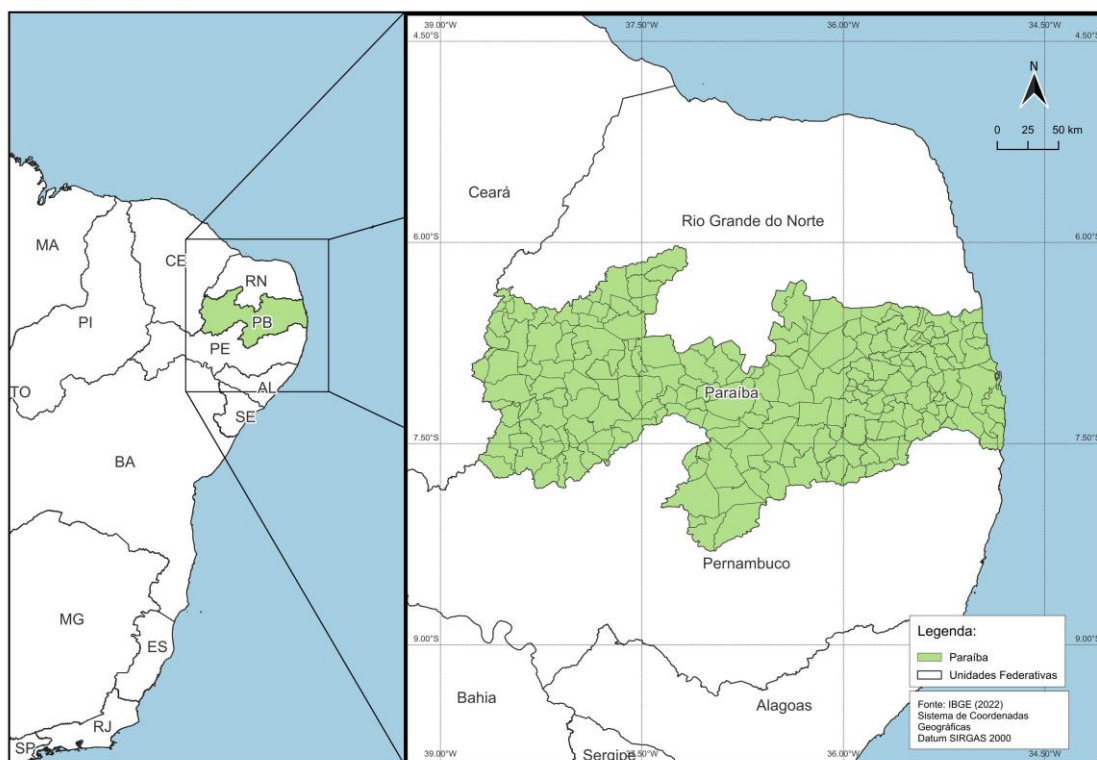 MA
CE
RN
PI
PB
PE
TO
AL
SE
BA
MG
ES
RJ
SP
39.00°W
37.50°W
36.00°W
34.50°W
4.50°S
4.50°S
N
0 25 50 km
Ceará
Rio Grande do Norte
6.00°S
6.00°S
Paraíba
7.50°S
7.50°S
Pernambuco
9.00°S
9.00°S
Bahia
Alagoas
Sergipe
Legenda:
Paraíba
Unidades Federativas
Fonte: IBGE (2022)
Sistema de Coordenadas
Geográficas
Datum SIRGAS 2000
39.00°W
37.50°W
36.00°W
34.50°W